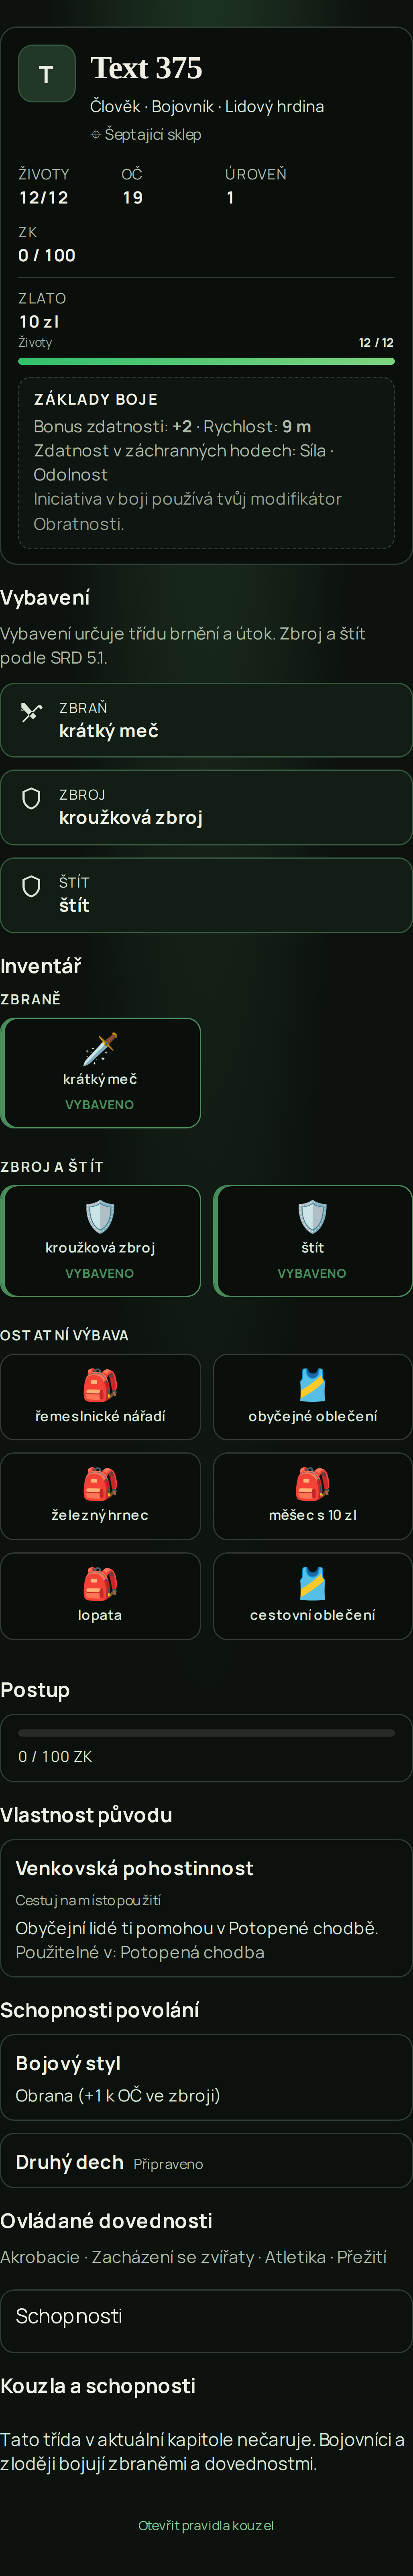 T
Text 375
Člověk · Bojovník · Lidový hrdina
Šeptající sklep
ŽIVOTY
12/12
OČ
19
ÚROVEŇ
1
ZK
0 / 100
ZLATO
10 zl
Životy
12 / 12
ZÁKLADY BOJE
Bonus zdatnosti: +2 · Rychlost: 9 m
Zdatnost v záchranných hodech: Síla ·
Odolnost
Iniciativa v boji používá tvůj modifikátor
Obratnosti.
Vybavení
Vybavení určuje třídu brnění a útok. Zbroj a štít
podle SRD 5.1.
ZBRAŇ
krátký meč
ZBROJ
kroužková zbroj
ŠTÍT
štít
Inventář
ZBRANĚ
krátký meč
VYBAVENO
ZBROJ A ŠTÍT
kroužková zbroj
VYBAVENO
štít
VYBAVENO
OSTATNÍ VÝBAVA
řemeslnické nářadí
obyčejné oblečení
železný hrnec
měšec s 10 zl
lopata
cestovní oblečení
Postup
0 / 100 ZK
Vlastnost původu
Venkovská pohostinnost
Cestuj na místo použití
Obyčejní lidé ti pomohou v Potopené chodbě.
Použitelné v: Potopená chodba
Schopnosti povolání
Bojový styl
Obrana (+1 k OČ ve zbroji)
Druhý dech Připraveno
Ovládané dovednosti
Akrobacie · Zacházení se zvířaty · Atletika · Přežití
Schopnosti
Kouzla a schopnosti
Tato třída v aktuální kapitole nečaruje. Bojovníci a
zloději bojují zbraněmi a dovednostmi.
Otevřít pravidla kouzel